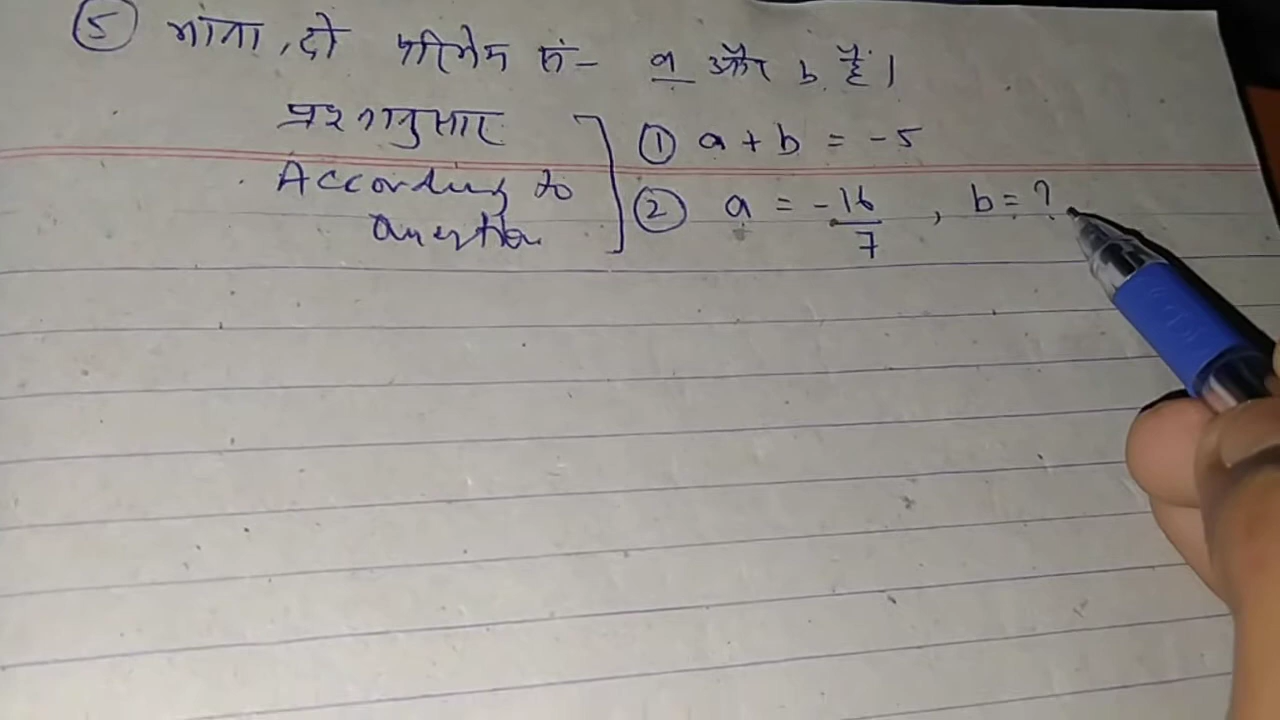 ⑤ माना, दो परिमेय सं- a और b हैं।
प्रश्नानुसार
According to
Question
① a + b = -5
② a = -16/7 , b = ?